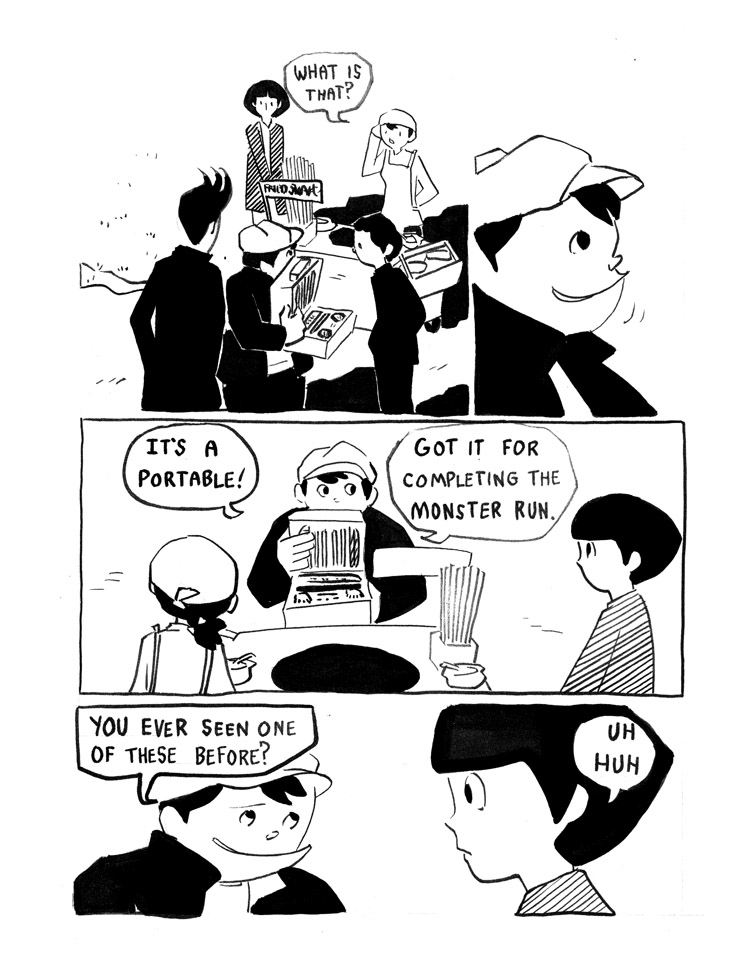 WHAT IS
THAT?
IT'S A
PORTABLE!
GOT IT FOR
COMPLETING THE
MONSTER RUN.
YOU EVER SEEN ONE
OF THESE BEFORE?
UH
HUH